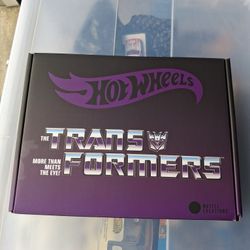 HOT WHEELS
THE TRANS
FORMERS
MORE THAN
MEETS
THE EYE!
MATTEL
CREATIONS